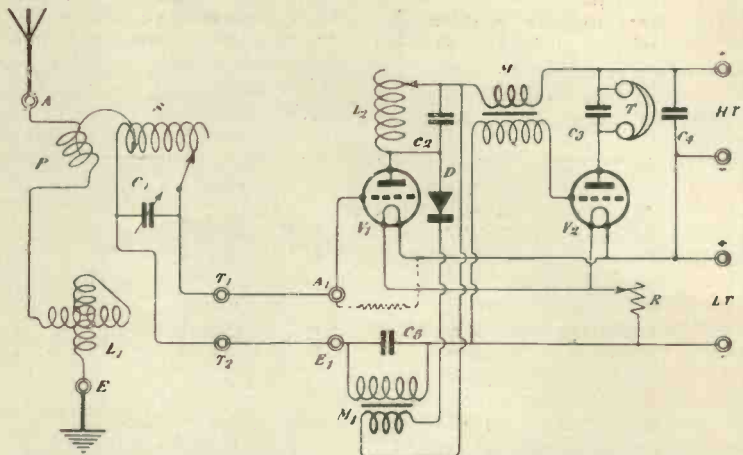 A
P
S
C1
L1
E
T1
T2
A1
E1
L2
C2
D
V1
C5
M1
M
C3
T
C4
V2
R
+
HT
-
+
LT
-